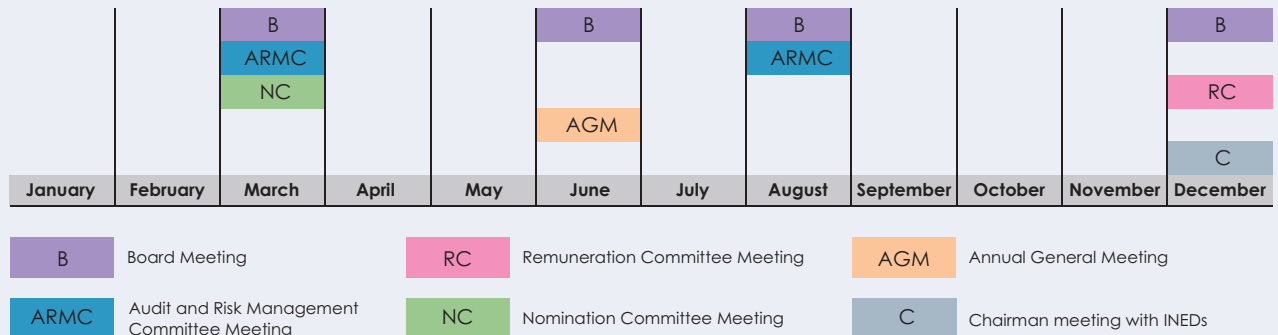 B B B B
ARMC ARMC
NC RC
AGM
C
January February March April May June July August September October November December
B Board Meeting RC Remuneration Committee Meeting AGM Annual General Meeting
ARMC Audit and Risk Management
Committee Meeting
NC Nomination Committee Meeting C Chairman meeting with INEDs